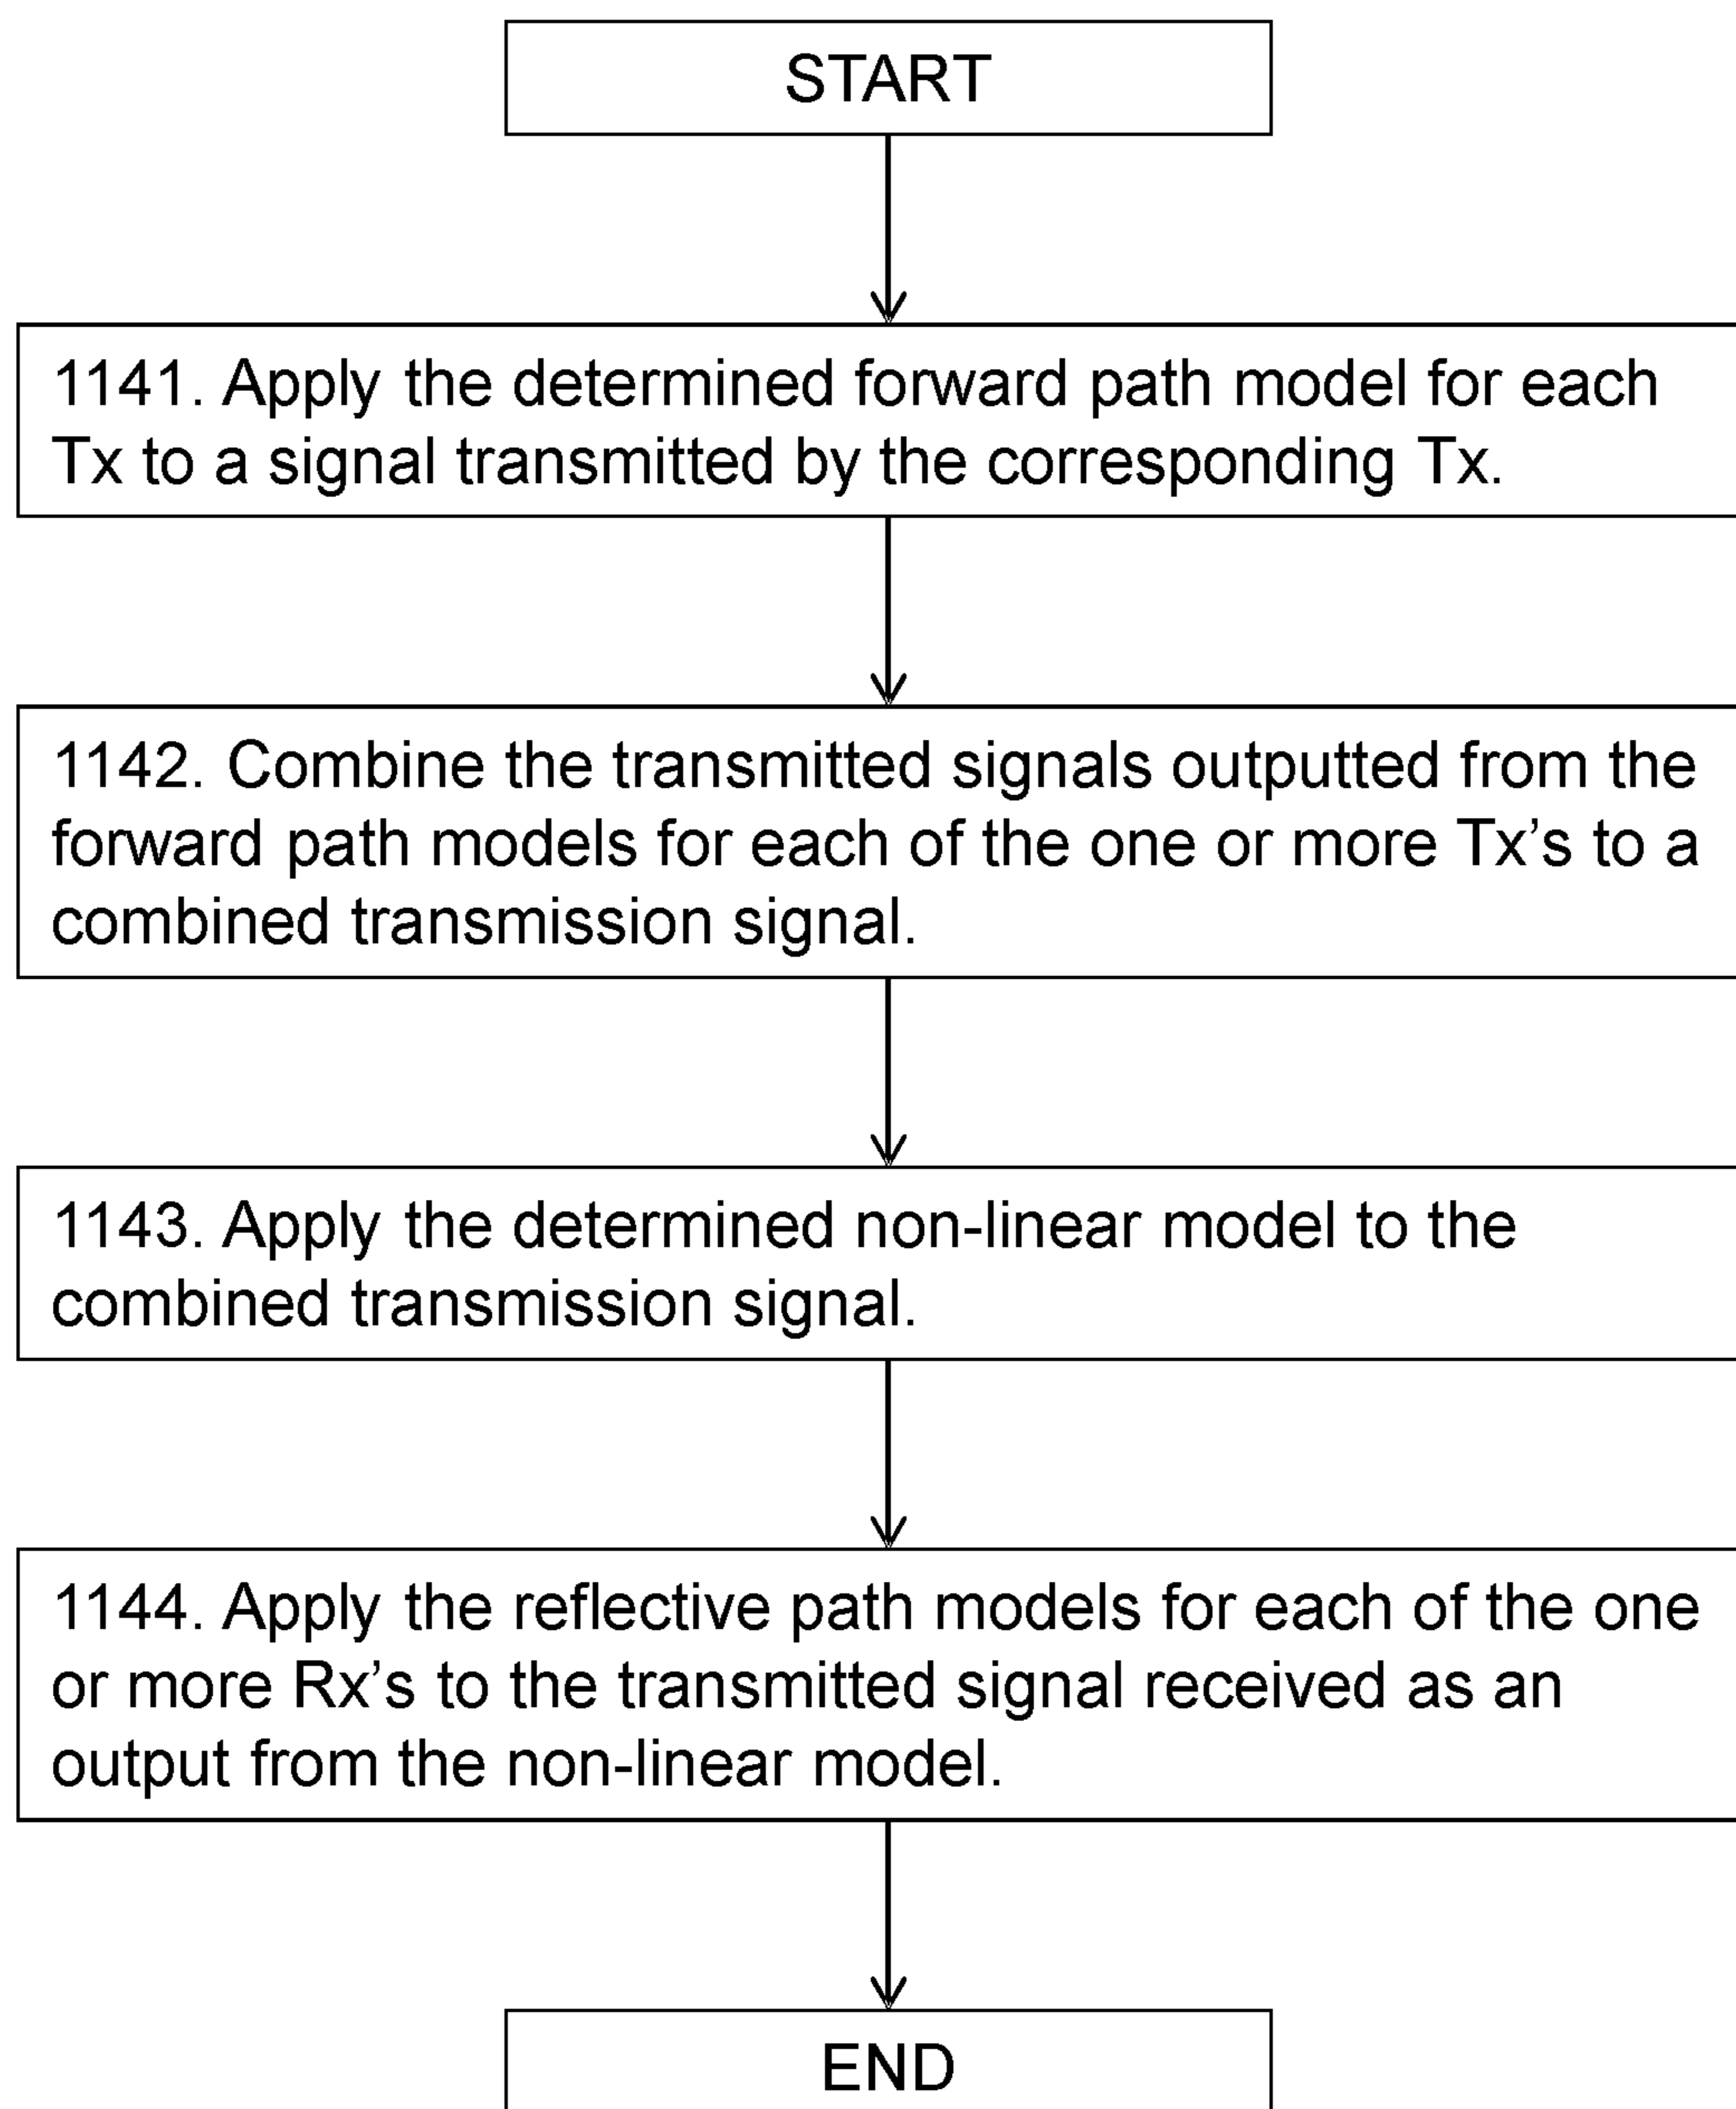 START
1141. Apply the determined forward path model for each
Tx to a signal transmitted by the corresponding Tx.
1142. Combine the transmitted signals outputted from the
forward path models for each of the one or more Tx’s to a
combined transmission signal.
1143. Apply the determined non-linear model to the
combined transmission signal.
1144. Apply the reflective path models for each of the one
or more Rx’s to the transmitted signal received as an
output from the non-linear model.
END